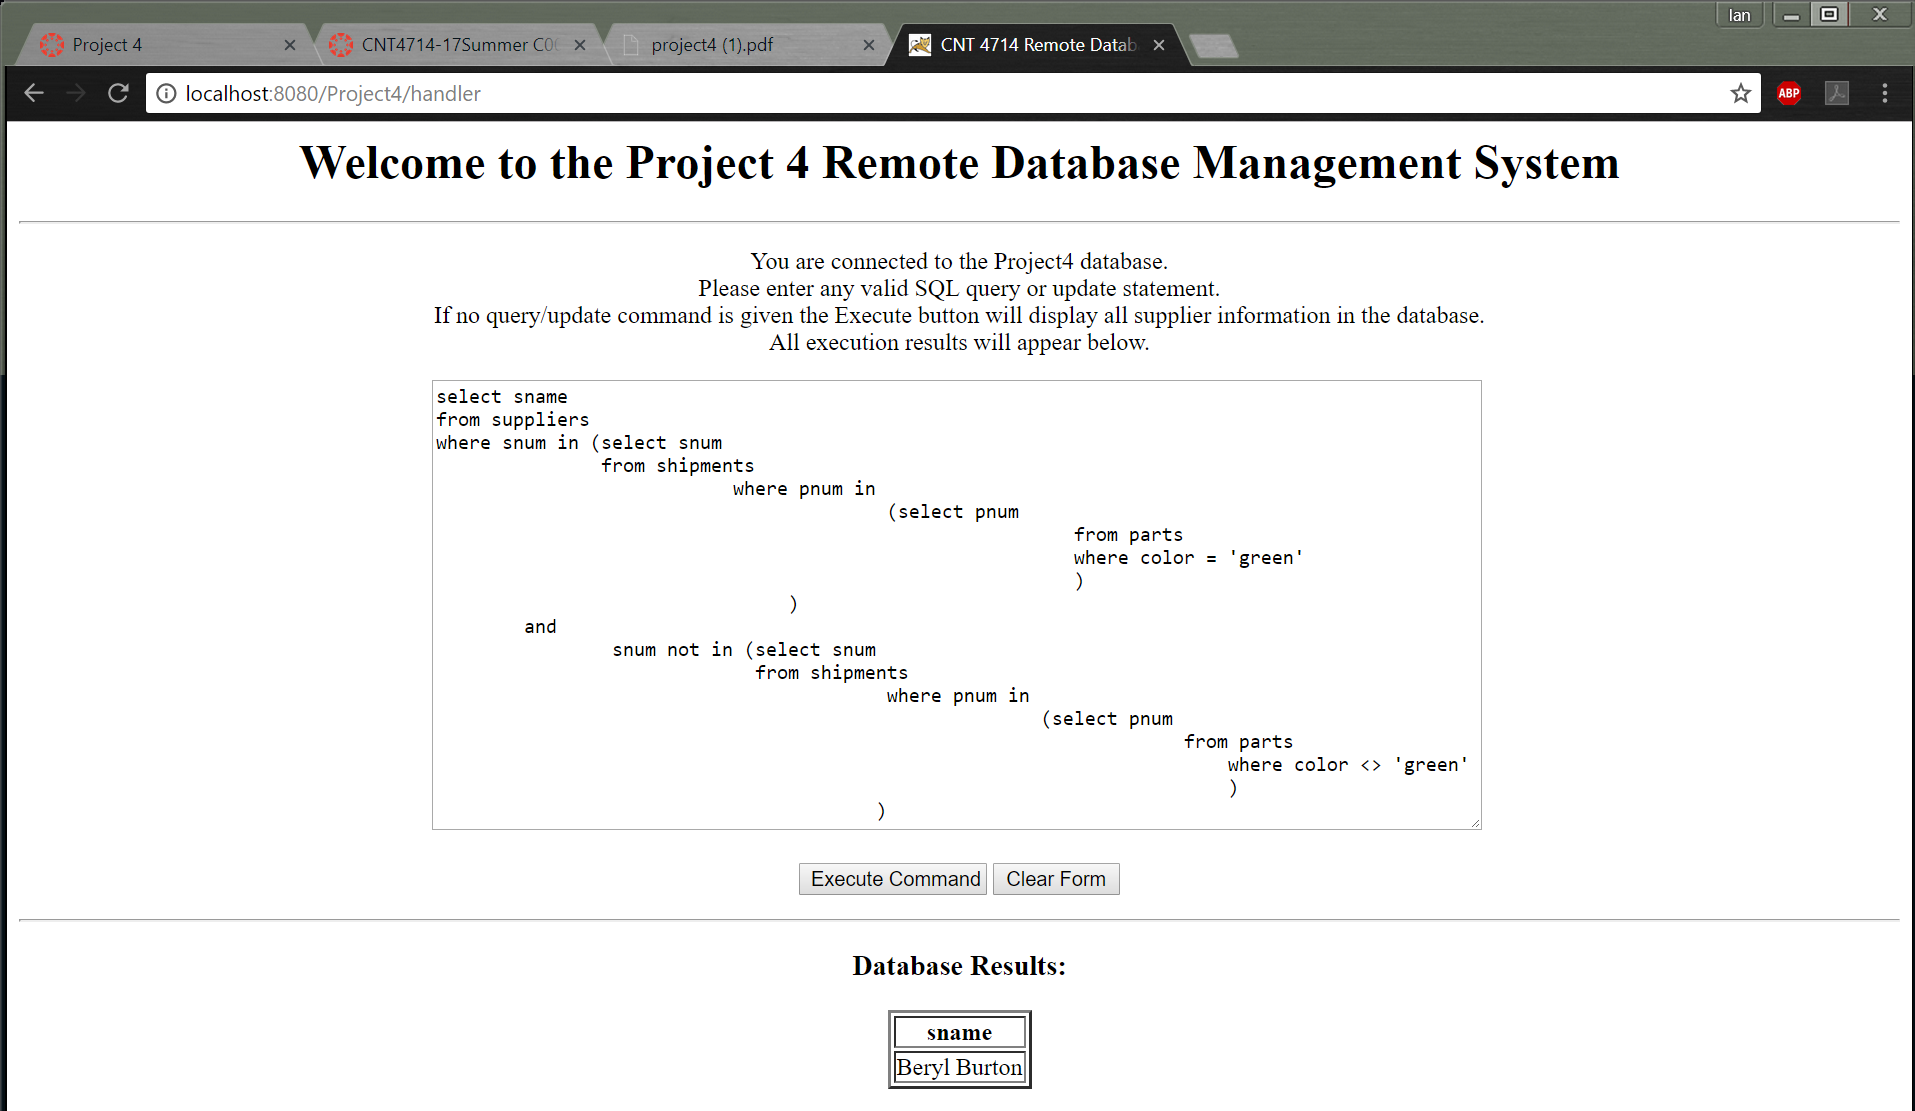 Ian
Project 4
CNT4714-17Summer C0
project4 (1).pdf
CNT 4714 Remote Datab
localhost:8080/Project4/handler
ABP
Welcome to the Project 4 Remote Database Management System
You are connected to the Project4 database.
Please enter any valid SQL query or update statement.
If no query/update command is given the Execute button will display all supplier information in the database.
All execution results will appear below.
select sname
from suppliers
where snum in (select snum
from shipments
where pnum in
(select pnum
from parts
where color = 'green'
)
)
and
snum not in (select snum
from shipments
where pnum in
(select pnum
from parts
where color <> 'green'
)
)
Execute Command
Clear Form
Database Results:
sname
Beryl Burton